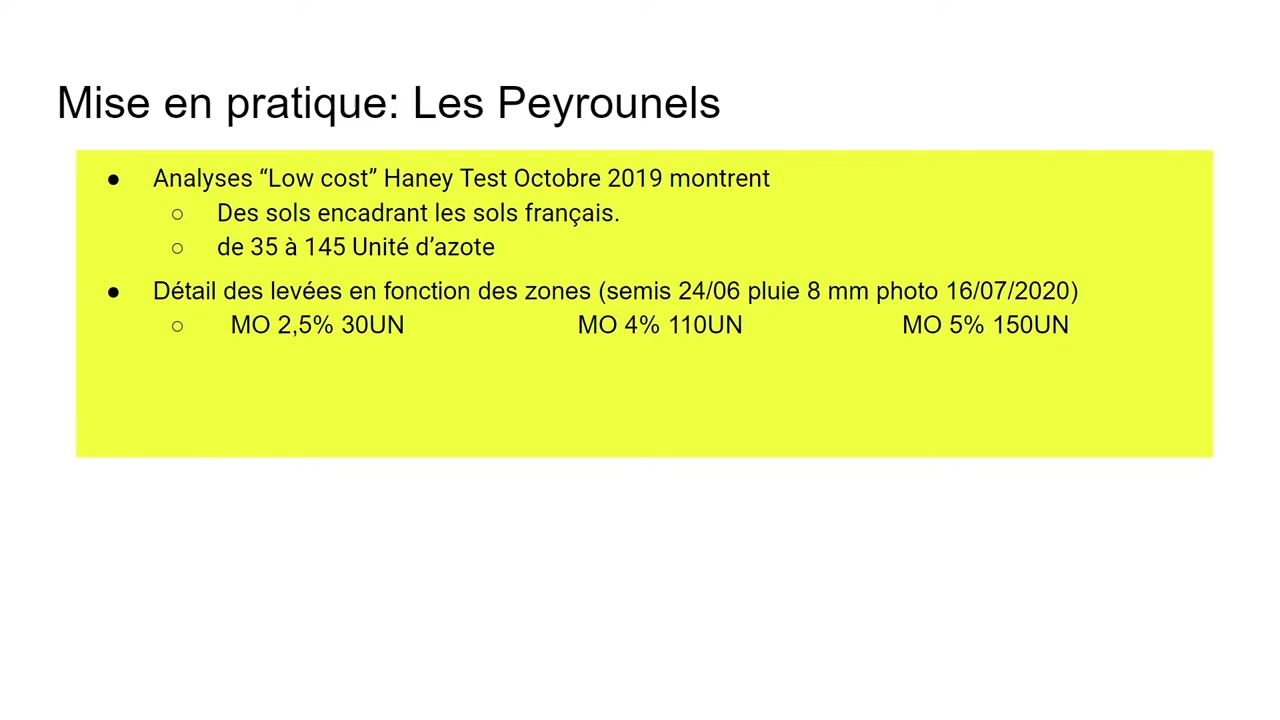 Mise en pratique: Les Peyrounels
● Analyses “Low cost” Haney Test Octobre 2019 montrent
○ Des sols encadrant les sols français.
○ de 35 à 145 Unité d’azote
● Détail des levées en fonction des zones (semis 24/06 pluie 8 mm photo 16/07/2020)
○ MO 2,5% 30UN MO 4% 110UN MO 5% 150UN